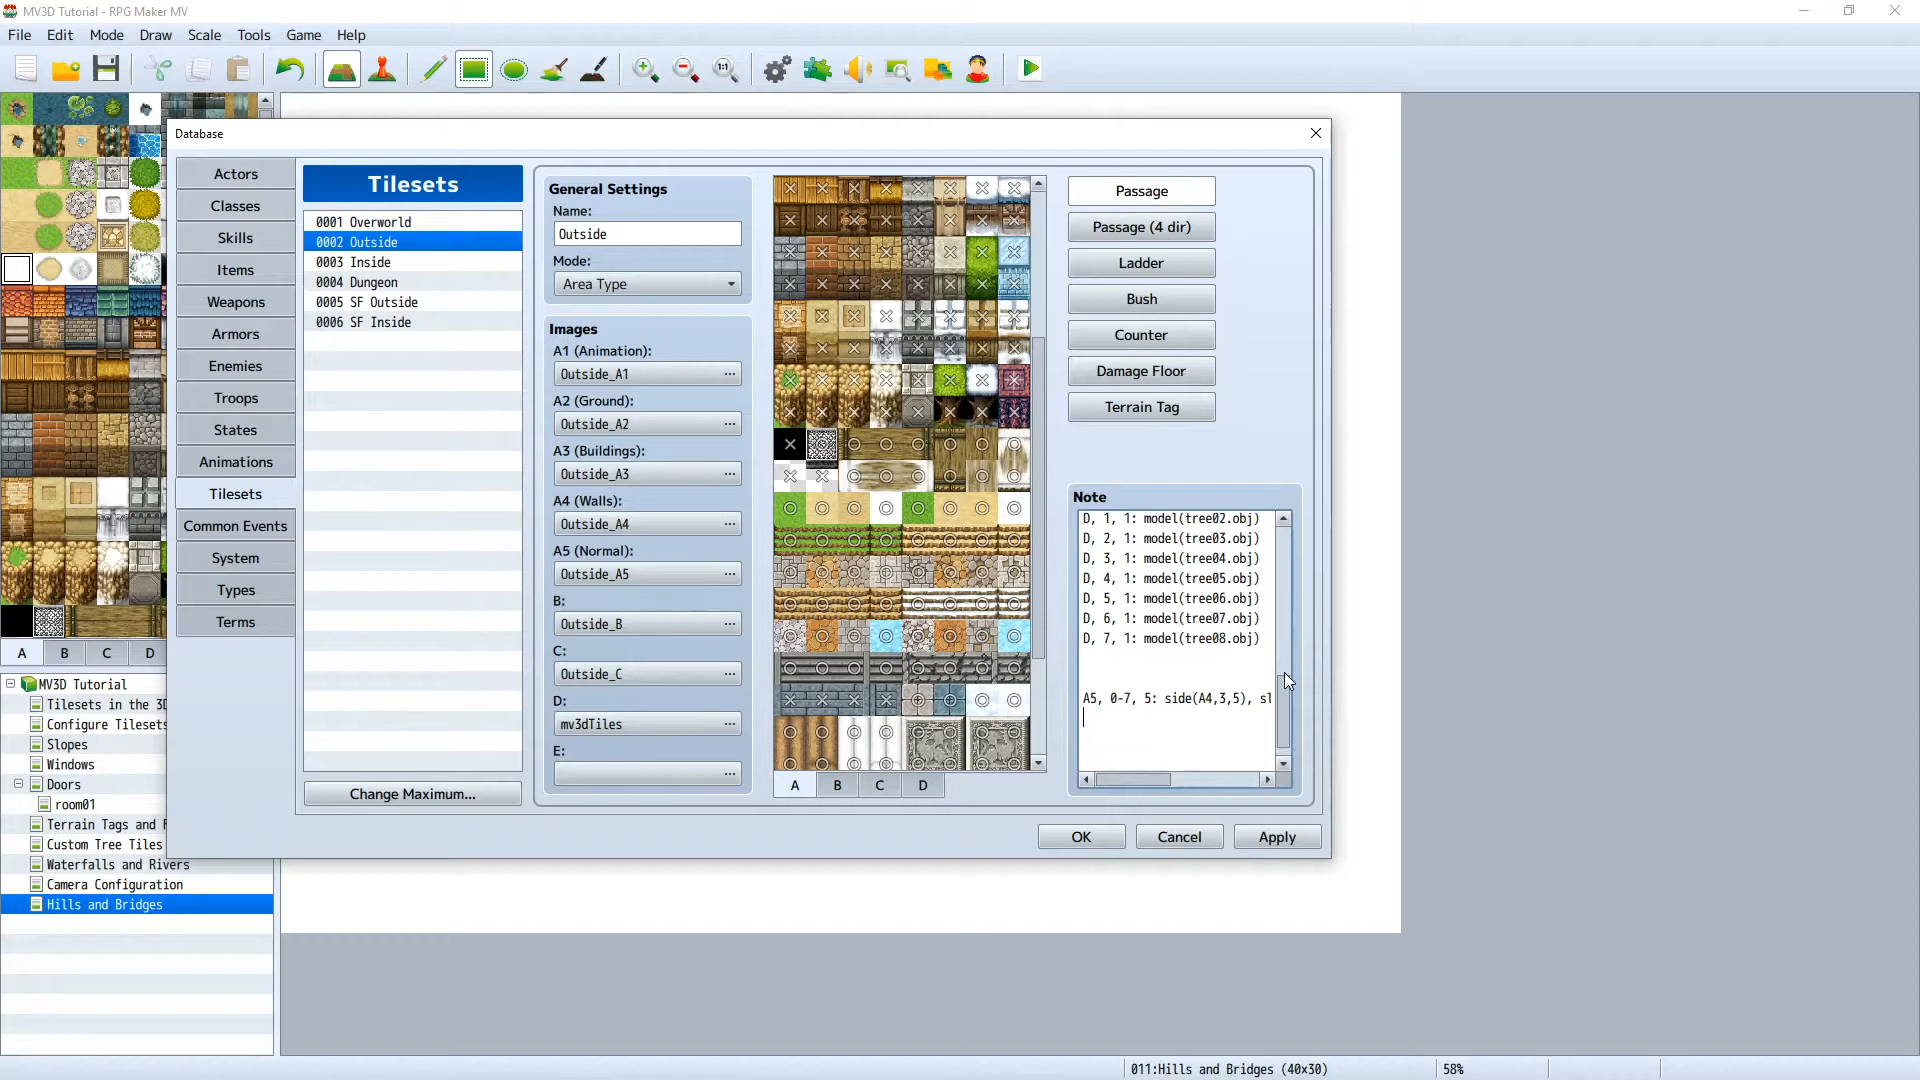 MV3D Tutorial - RPG Maker MV
File Edit Mode Draw Scale Tools Game Help
1:1
Database
Actors
Classes
Skills
Items
Weapons
Armors
Enemies
Troops
States
Animations
Tilesets
Common Events
System
Types
Terms
Tilesets
0001 Overworld
0002 Outside
0003 Inside
0004 Dungeon
0005 SF Outside
0006 SF Inside
Change Maximum...
General Settings
Name:
Outside
Mode:
Area Type
Images
A1 (Animation):
Outside_A1 ...
A2 (Ground):
Outside_A2 ...
A3 (Buildings):
Outside_A3 ...
A4 (Walls):
Outside_A4 ...
A5 (Normal):
Outside_A5 ...
B:
Outside_B ...
C:
Outside_C ...
D:
mv3dTiles ...
E:
...
A B C D
Passage
Passage (4 dir)
Ladder
Bush
Counter
Damage Floor
Terrain Tag
Note
D, 1, 1: model(tree02.obj)
D, 2, 1: model(tree03.obj)
D, 3, 1: model(tree04.obj)
D, 4, 1: model(tree05.obj)
D, 5, 1: model(tree06.obj)
D, 6, 1: model(tree07.obj)
D, 7, 1: model(tree08.obj)
A5, 0-7, 5: side(A4,3,5), sl
OK Cancel Apply
A B C D
MV3D Tutorial
Tilesets in the 3D
Configure Tilesets
Slopes
Windows
Doors
room01
Terrain Tags and
Custom Tree Tiles
Waterfalls and Rivers
Camera Configuration
Hills and Bridges
011:Hills and Bridges (40x30) 58%